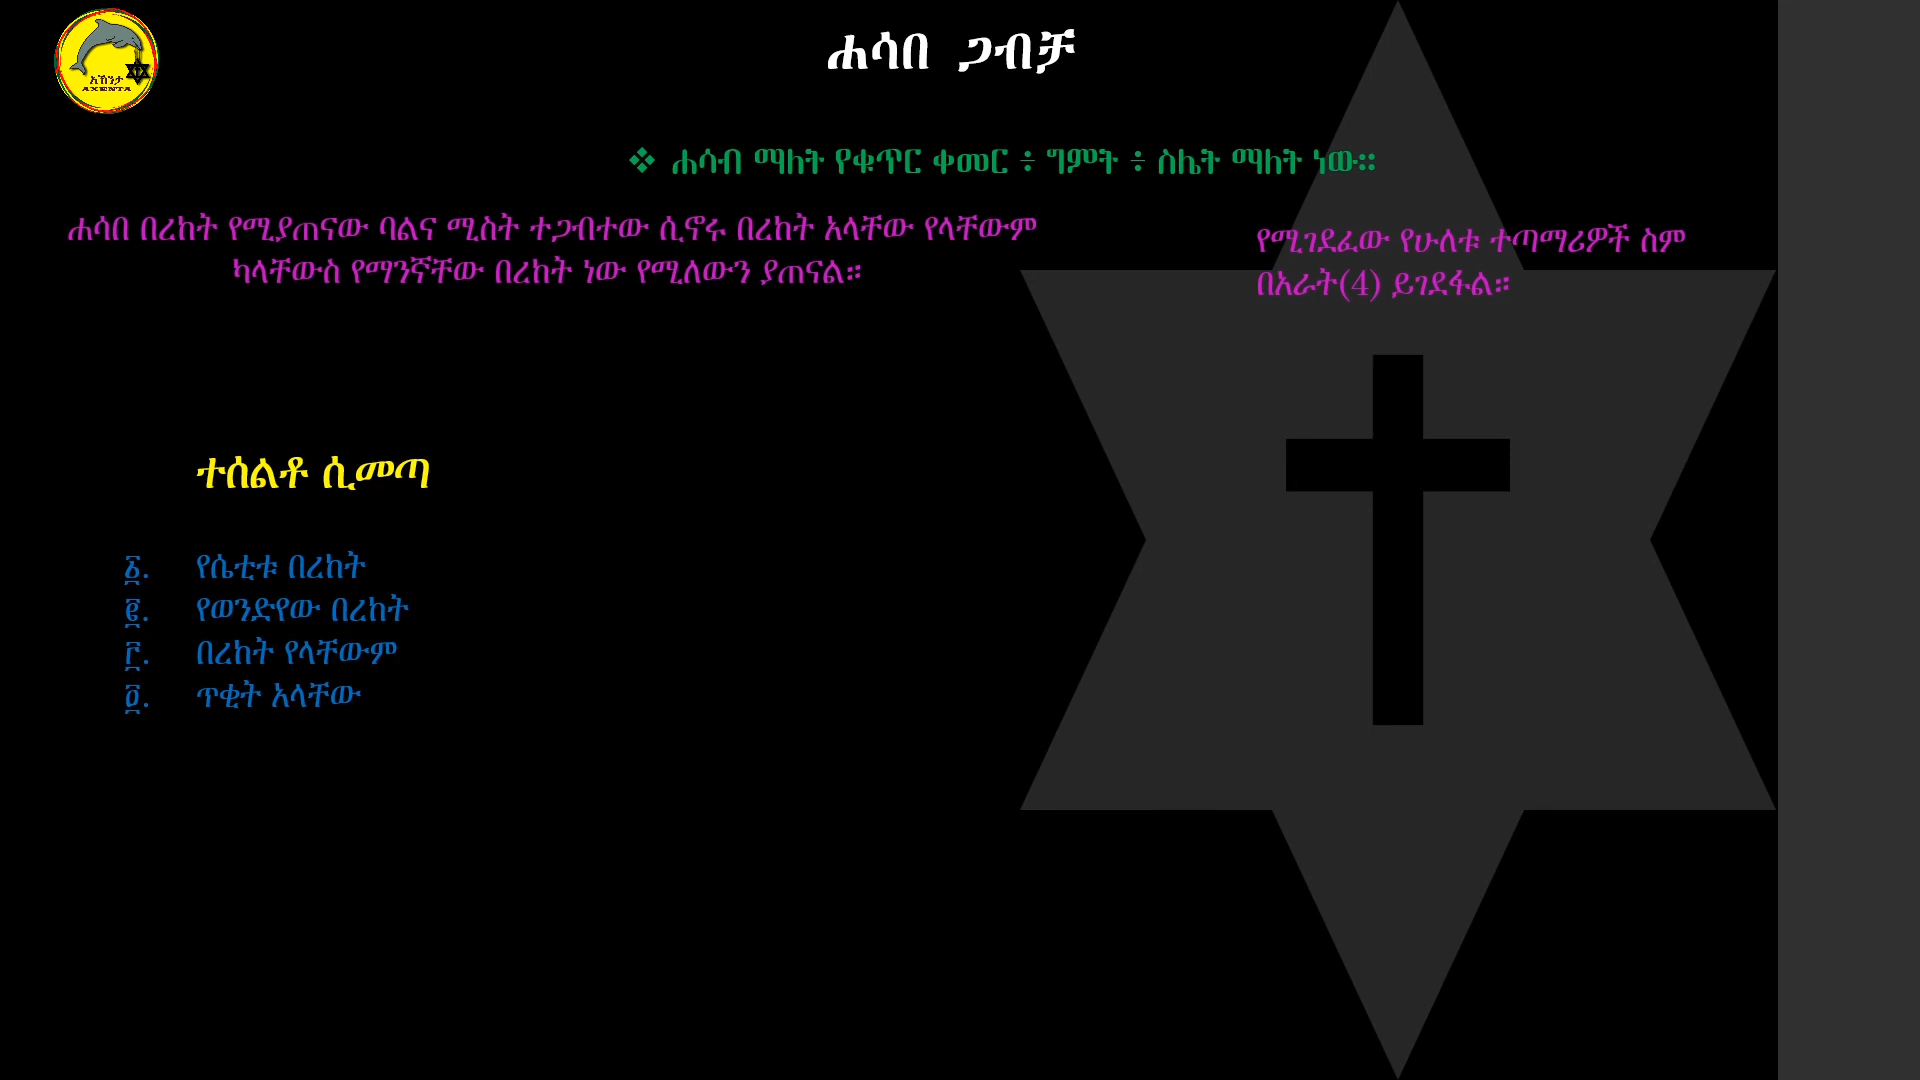 አኸንታ
AXENTA
ሐሳበ ጋብቻ
❖ ሐሳብ ማለት የቁጥር ቀመር ÷ ግምት ÷ ስሌት ማለት ነው።
ሐሳበ በረከት የሚያጠናው ባልና ሚስት ተጋብተው ሲኖሩ በረከት አላቸው የላቸውም
ካላቸውስ የማንኛቸው በረከት ነው የሚለውን ያጠናል።
የሚገደፈው የሁለቱ ተጣማሪዎች ስም
በአራት(4) ይገደፋል።
ተሰልቶ ሲመጣ
፩. የሴቲቱ በረከት
፪. የወንድየው በረከት
፫. በረከት የላቸውም
፬. ጥቂት አላቸው